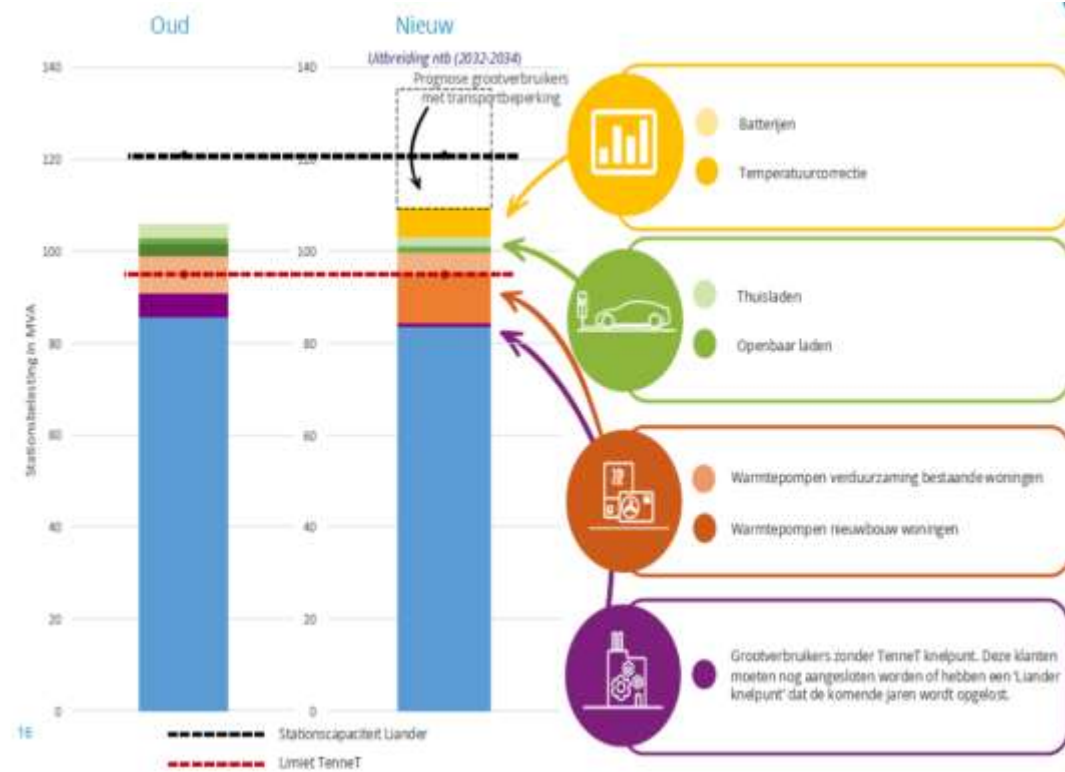 Oud
Nieuw
Uitbreiding ntb (2032-2034)
Prognose grootverbruikers
met transportbeperking
Stationsbelasting in MVA
140
120
100
80
60
40
20
0
140
120
100
80
60
40
20
0
Batterijen
Temperatuurcorrectie
Thuisladen
Openbaar laden
Warmtepompen verduurzaming bestaande woningen
Warmtepompen nieuwbouw woningen
Grootverbruikers zonder TenneT knelpunt. Deze klanten
moeten nog aangesloten worden of hebben een 'Liander
knelpunt' dat de komende jaren wordt opgelost.
16
Stationscapaciteit Liander
Limiet TenneT